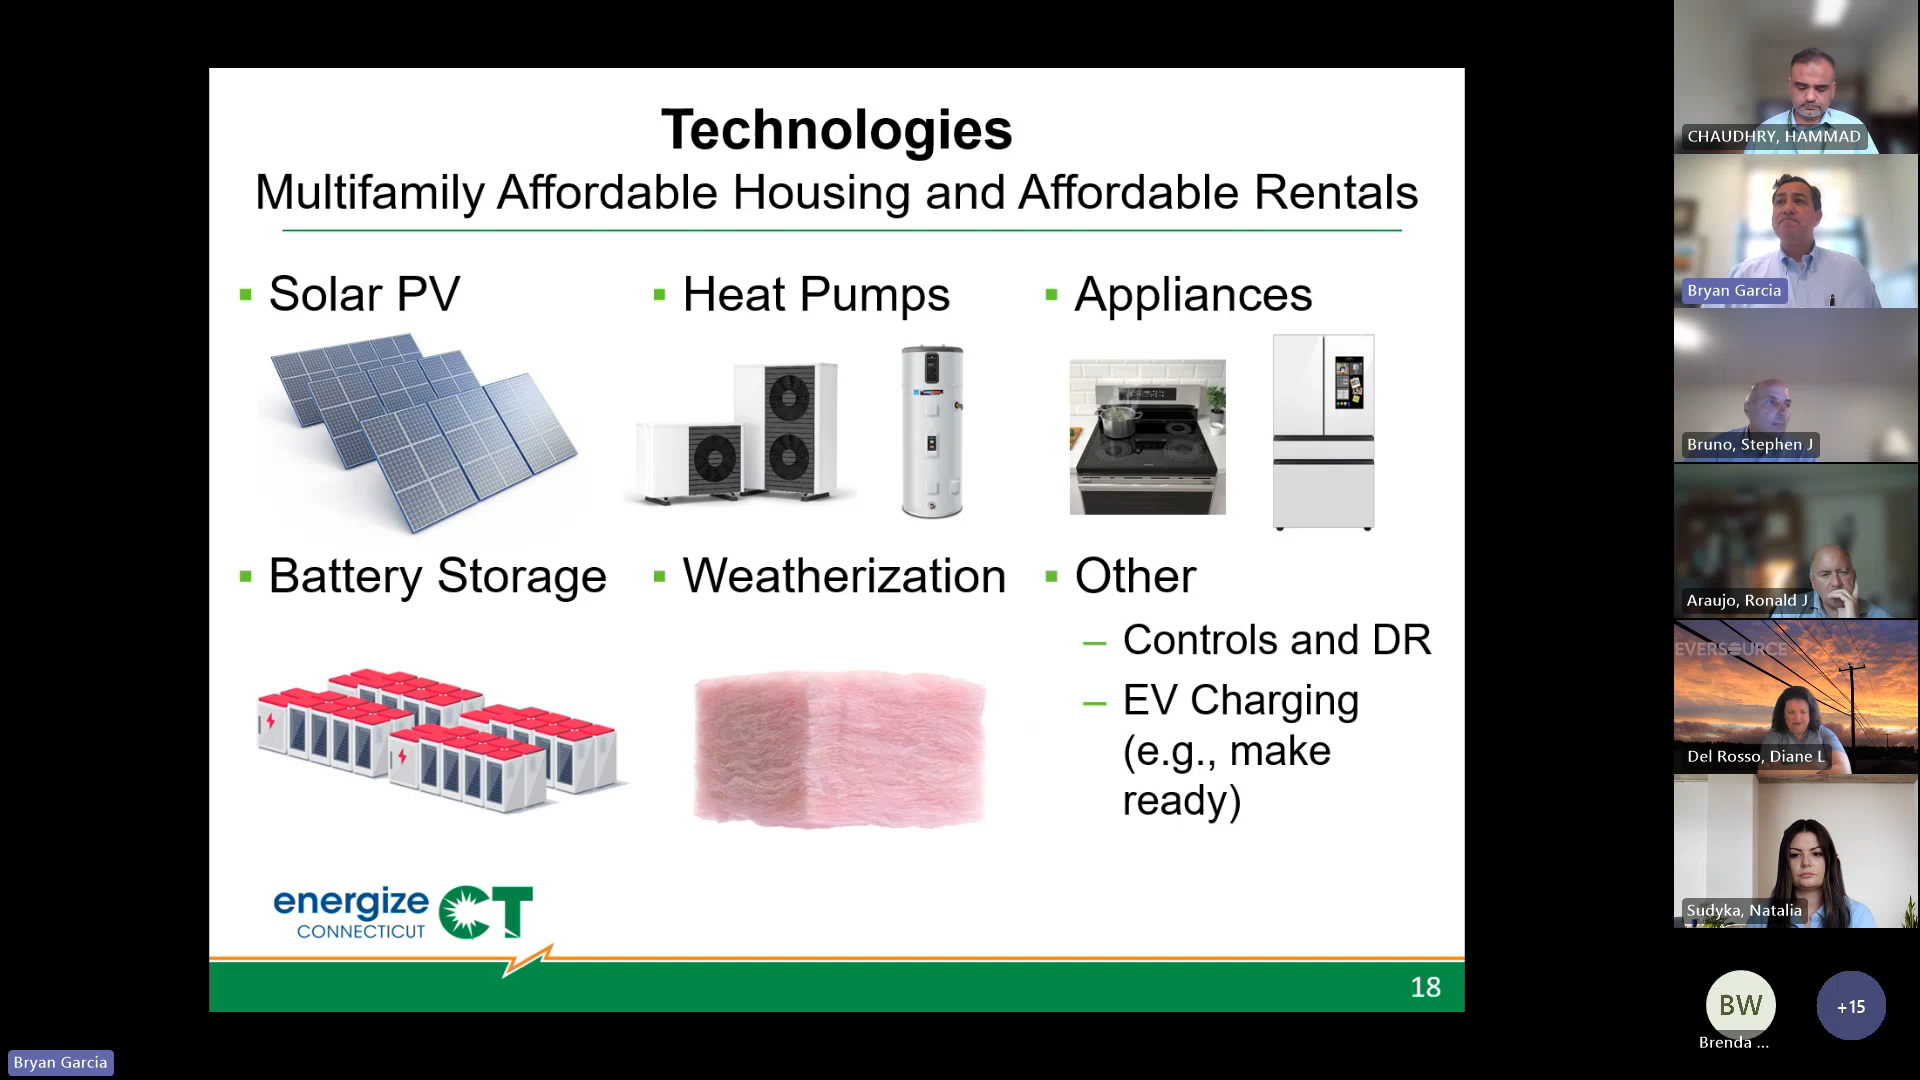 Technologies
Multifamily Affordable Housing and Affordable Rentals
▪ Solar PV
▪ Heat Pumps
▪ Appliances
▪ Battery Storage
▪ Weatherization
▪ Other
– Controls and DR
– EV Charging
(e.g., make
ready)
energize CT
CONNECTICUT
18
CHAUDHRY, HAMMAD
Bryan Garcia
Bruno, Stephen J
Araujo, Ronald J
EVERSOURCE
Del Rosso, Diane L
Sudyka, Natalia
BW
+15
Brenda ...
Bryan Garcia